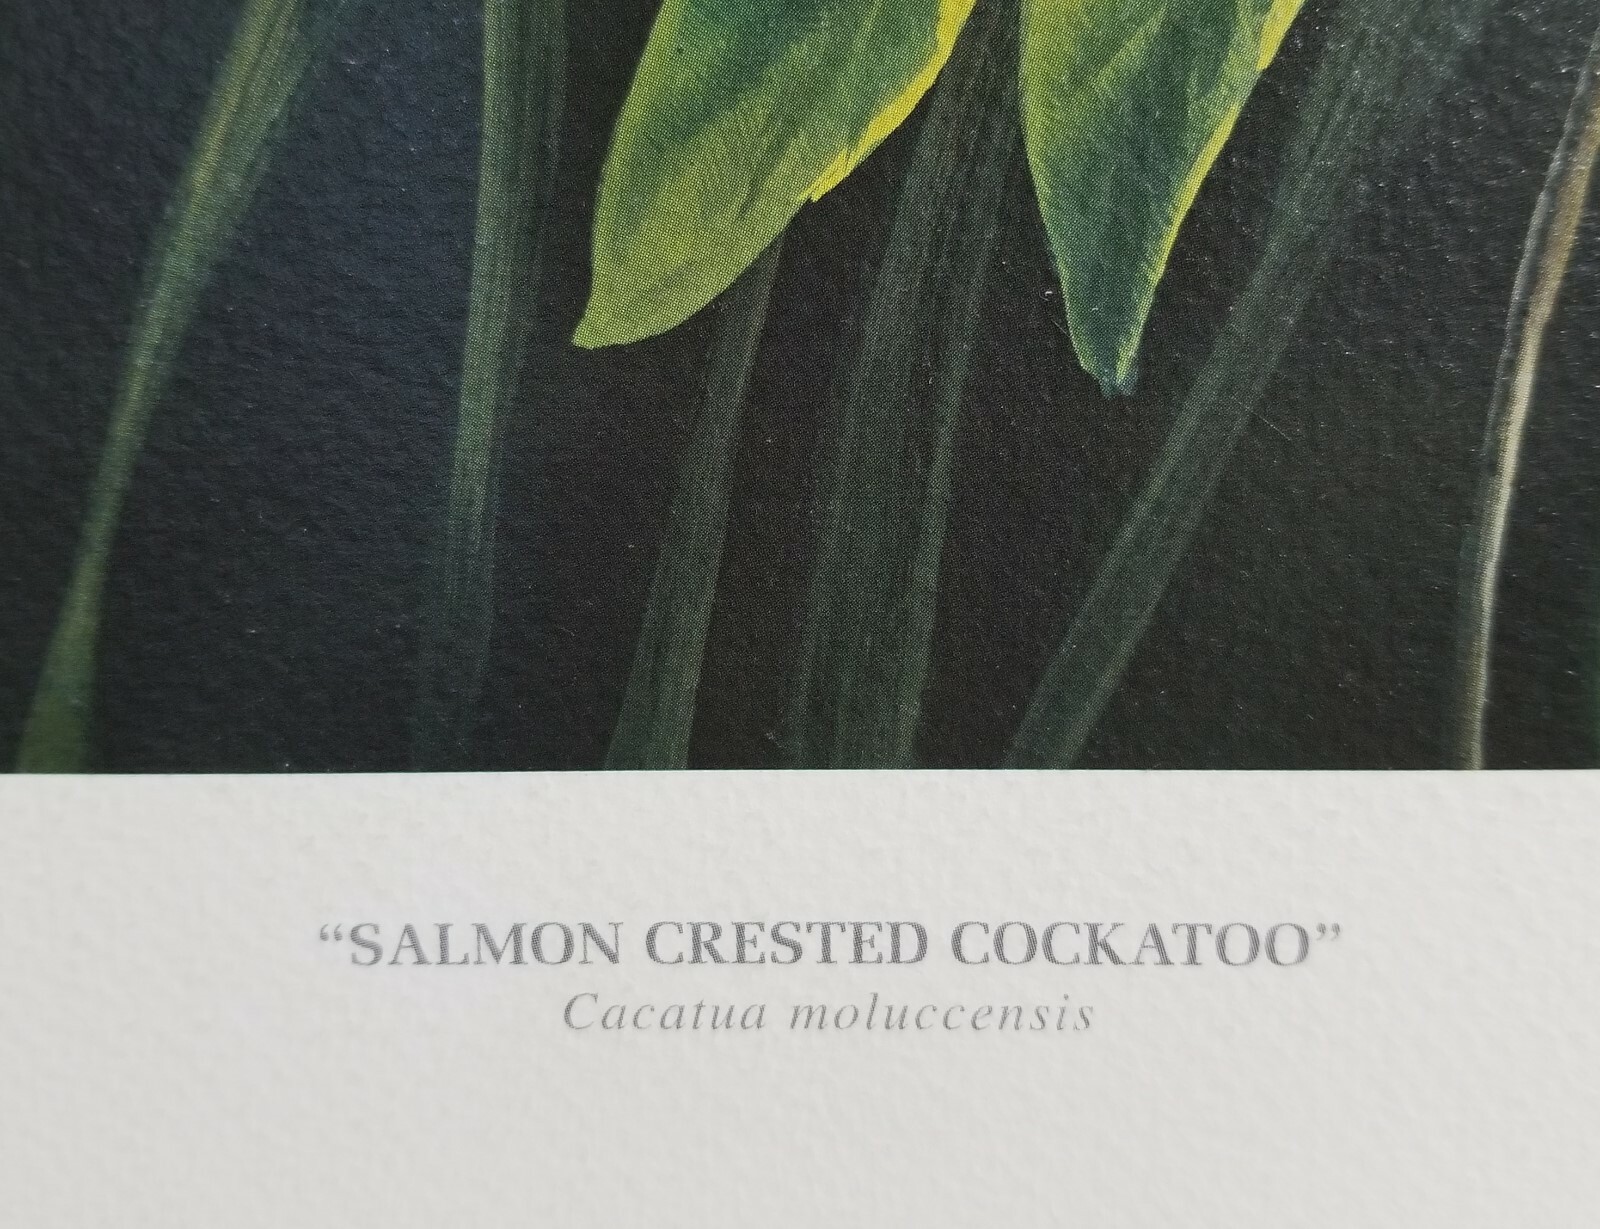 “SALMON CRESTED COCKATOO”
Cacatua moluccensis